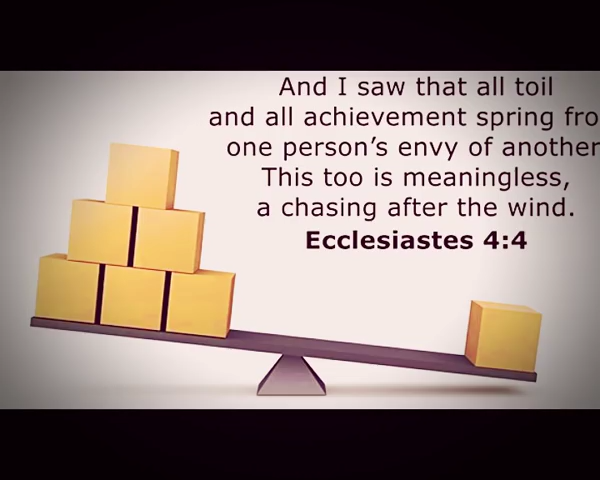 And I saw that all toil
and all achievement spring fro
one person’s envy of another
This too is meaningless,
a chasing after the wind.
Ecclesiastes 4:4